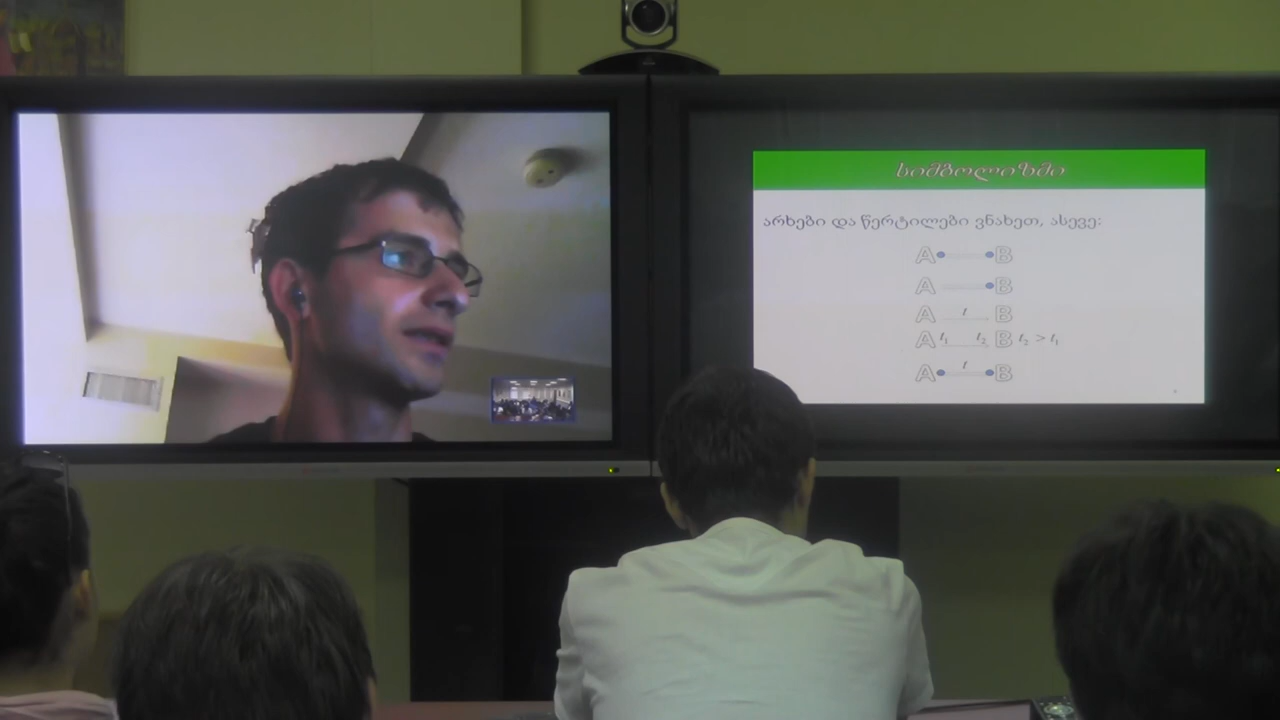 სიმბოლიზმი
არხები და წერტილები ვნახეთ, ასევე:
A B
A B
A t B
A t₁ t₂ B t₂ > t₁
A t B